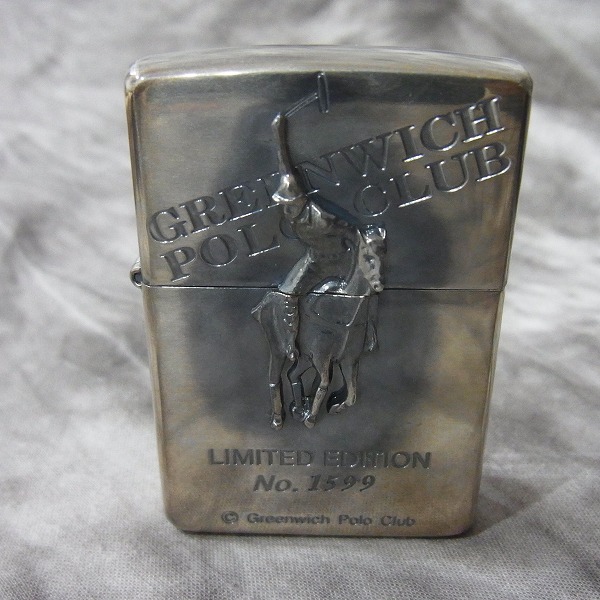 GREENWICH
POLO CLUB
LIMITED EDITION
No. 1599
© Greenwich Polo Club